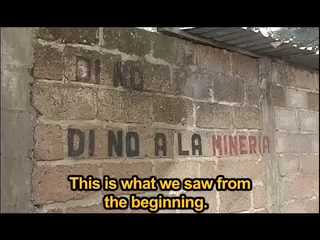 DI NO
DI NO A LA MINERIA
This is what we saw from
the beginning.